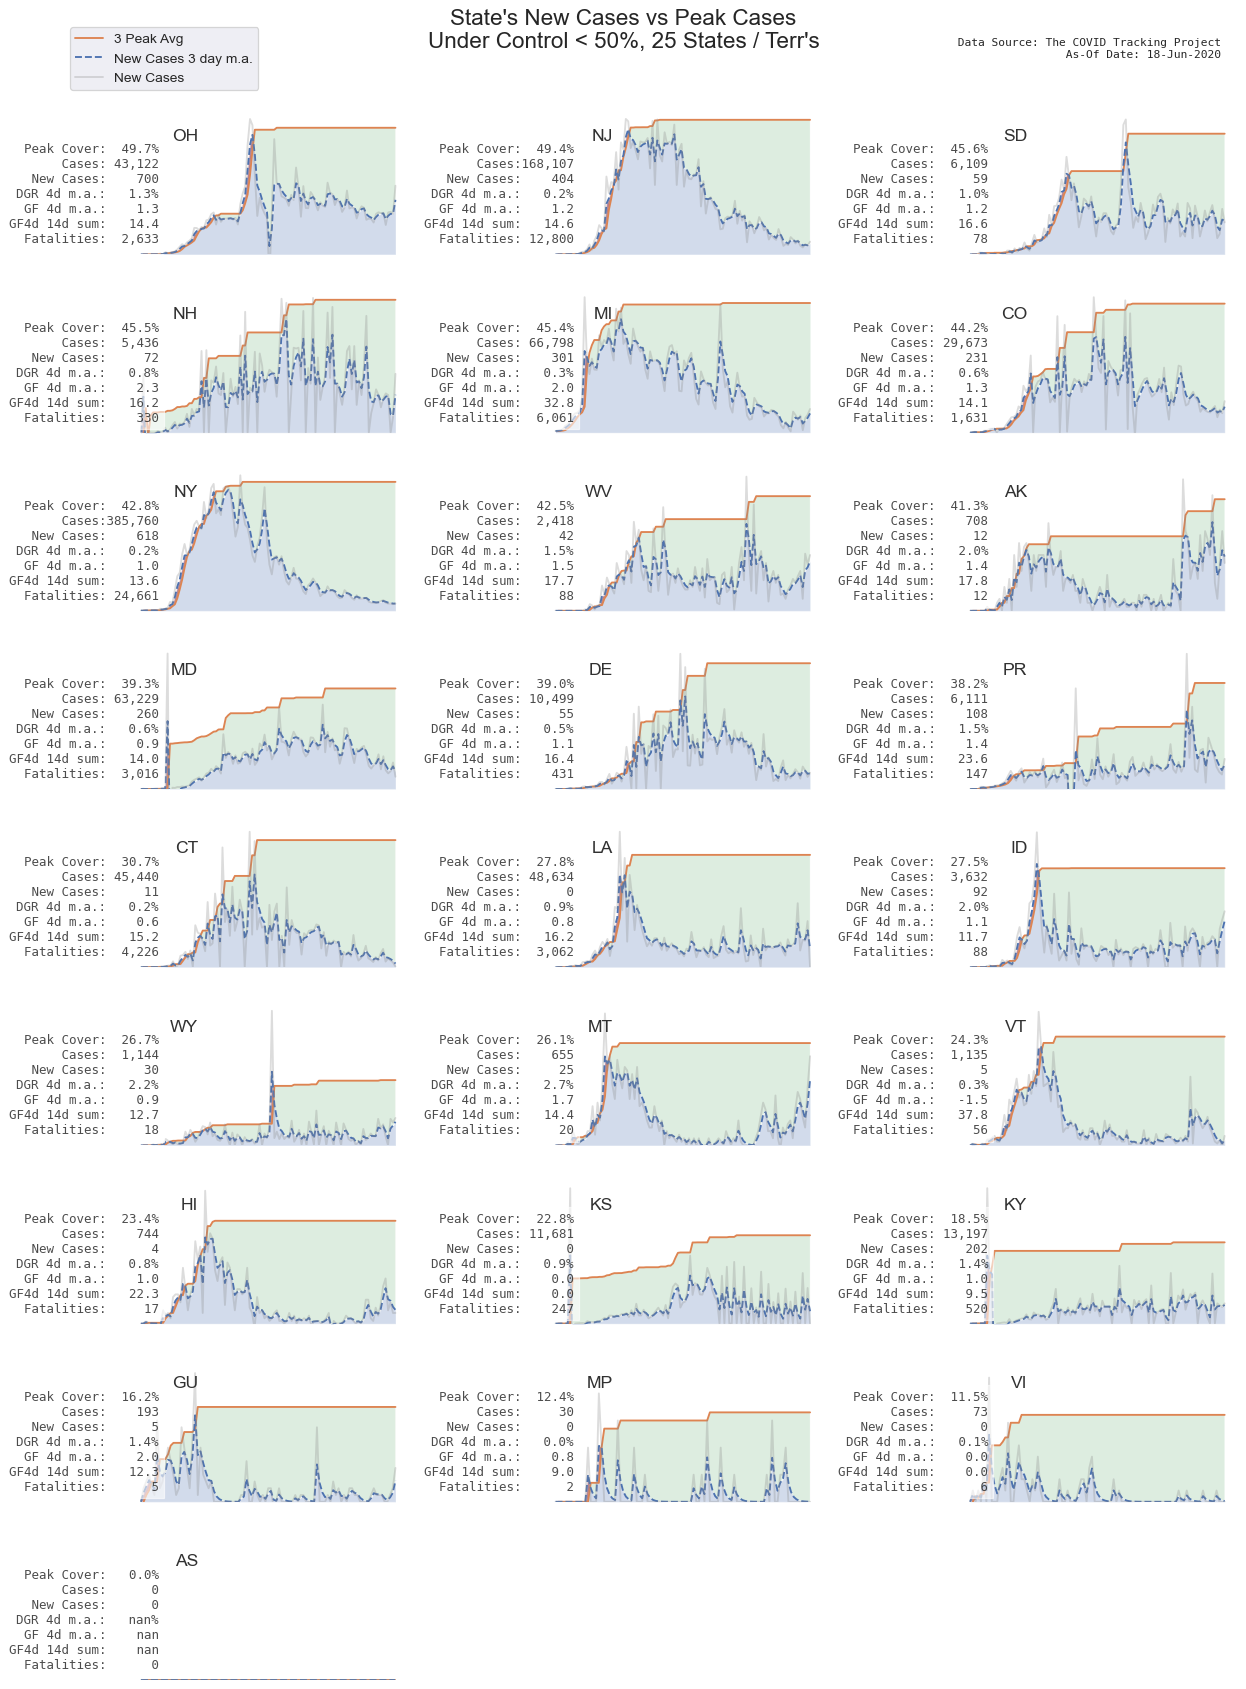 State's New Cases vs Peak Cases
Under Control < 50%, 25 States / Terr's
3 Peak Avg
New Cases 3 day m.a.
New Cases
Data Source: The COVID Tracking Project
As-Of Date: 18-Jun-2020
OH
Peak Cover: 49.7%
Cases: 43,122
New Cases: 700
DGR 4d m.a.: 1.3%
GF 4d m.a.: 1.3
GF4d 14d sum: 14.4
Fatalities: 2,633
NJ
Peak Cover: 49.4%
Cases:168,107
New Cases: 404
DGR 4d m.a.: 0.2%
GF 4d m.a.: 1.2
GF4d 14d sum: 14.6
Fatalities: 12,800
SD
Peak Cover: 45.6%
Cases: 6,109
New Cases: 59
DGR 4d m.a.: 1.0%
GF 4d m.a.: 1.2
GF4d 14d sum: 16.6
Fatalities: 78
NH
Peak Cover: 45.5%
Cases: 5,436
New Cases: 72
DGR 4d m.a.: 0.8%
GF 4d m.a.: 2.3
GF4d 14d sum: 16.2
Fatalities: 330
MI
Peak Cover: 45.4%
Cases: 66,798
New Cases: 301
DGR 4d m.a.: 0.3%
GF 4d m.a.: 2.0
GF4d 14d sum: 32.8
Fatalities: 6,061
CO
Peak Cover: 44.2%
Cases: 29,673
New Cases: 231
DGR 4d m.a.: 0.6%
GF 4d m.a.: 1.3
GF4d 14d sum: 14.1
Fatalities: 1,631
NY
Peak Cover: 42.8%
Cases:385,760
New Cases: 618
DGR 4d m.a.: 0.2%
GF 4d m.a.: 1.0
GF4d 14d sum: 13.6
Fatalities: 24,661
WV
Peak Cover: 42.5%
Cases: 2,418
New Cases: 42
DGR 4d m.a.: 1.5%
GF 4d m.a.: 1.5
GF4d 14d sum: 17.7
Fatalities: 88
AK
Peak Cover: 41.3%
Cases: 708
New Cases: 12
DGR 4d m.a.: 2.0%
GF 4d m.a.: 1.4
GF4d 14d sum: 17.8
Fatalities: 12
MD
Peak Cover: 39.3%
Cases: 63,229
New Cases: 260
DGR 4d m.a.: 0.6%
GF 4d m.a.: 0.9
GF4d 14d sum: 14.0
Fatalities: 3,016
DE
Peak Cover: 39.0%
Cases: 10,499
New Cases: 55
DGR 4d m.a.: 0.5%
GF 4d m.a.: 1.1
GF4d 14d sum: 16.4
Fatalities: 431
PR
Peak Cover: 38.2%
Cases: 6,111
New Cases: 108
DGR 4d m.a.: 1.5%
GF 4d m.a.: 1.4
GF4d 14d sum: 23.6
Fatalities: 147
CT
Peak Cover: 30.7%
Cases: 45,440
New Cases: 11
DGR 4d m.a.: 0.2%
GF 4d m.a.: 0.6
GF4d 14d sum: 15.2
Fatalities: 4,226
LA
Peak Cover: 27.8%
Cases: 48,634
New Cases: 0
DGR 4d m.a.: 0.9%
GF 4d m.a.: 0.8
GF4d 14d sum: 16.2
Fatalities: 3,062
ID
Peak Cover: 27.5%
Cases: 3,632
New Cases: 92
DGR 4d m.a.: 2.0%
GF 4d m.a.: 1.1
GF4d 14d sum: 11.7
Fatalities: 88
WY
Peak Cover: 26.7%
Cases: 1,144
New Cases: 30
DGR 4d m.a.: 2.2%
GF 4d m.a.: 0.9
GF4d 14d sum: 12.7
Fatalities: 18
MT
Peak Cover: 26.1%
Cases: 655
New Cases: 25
DGR 4d m.a.: 2.7%
GF 4d m.a.: 1.7
GF4d 14d sum: 14.4
Fatalities: 20
VT
Peak Cover: 24.3%
Cases: 1,135
New Cases: 5
DGR 4d m.a.: 0.3%
GF 4d m.a.: -1.5
GF4d 14d sum: 37.8
Fatalities: 56
HI
Peak Cover: 23.4%
Cases: 744
New Cases: 4
DGR 4d m.a.: 0.8%
GF 4d m.a.: 1.0
GF4d 14d sum: 22.3
Fatalities: 17
KS
Peak Cover: 22.8%
Cases: 11,681
New Cases: 0
DGR 4d m.a.: 0.9%
GF 4d m.a.: 0.0
GF4d 14d sum: 0.0
Fatalities: 247
KY
Peak Cover: 18.5%
Cases: 13,197
New Cases: 202
DGR 4d m.a.: 1.4%
GF 4d m.a.: 1.0
GF4d 14d sum: 9.5
Fatalities: 520
GU
Peak Cover: 16.2%
Cases: 193
New Cases: 5
DGR 4d m.a.: 1.4%
GF 4d m.a.: 2.0
GF4d 14d sum: 12.3
Fatalities: 5
MP
Peak Cover: 12.4%
Cases: 30
New Cases: 0
DGR 4d m.a.: 0.0%
GF 4d m.a.: 0.8
GF4d 14d sum: 9.0
Fatalities: 2
VI
Peak Cover: 11.5%
Cases: 73
New Cases: 0
DGR 4d m.a.: 0.1%
GF 4d m.a.: 0.0
GF4d 14d sum: 0.0
Fatalities: 6
AS
Peak Cover: 0.0%
Cases: 0
New Cases: 0
DGR 4d m.a.: nan%
GF 4d m.a.: nan
GF4d 14d sum: nan
Fatalities: 0